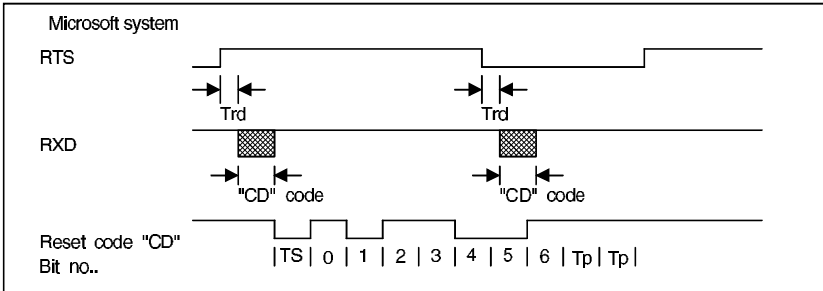 Microsoft system
RTS
Trd Trd
RXD
"CD" code "CD" code
Reset code "CD"
Bit no..
|TS| 0 | 1 | 2 | 3 | 4 | 5 | 6 | Tp | Tp |